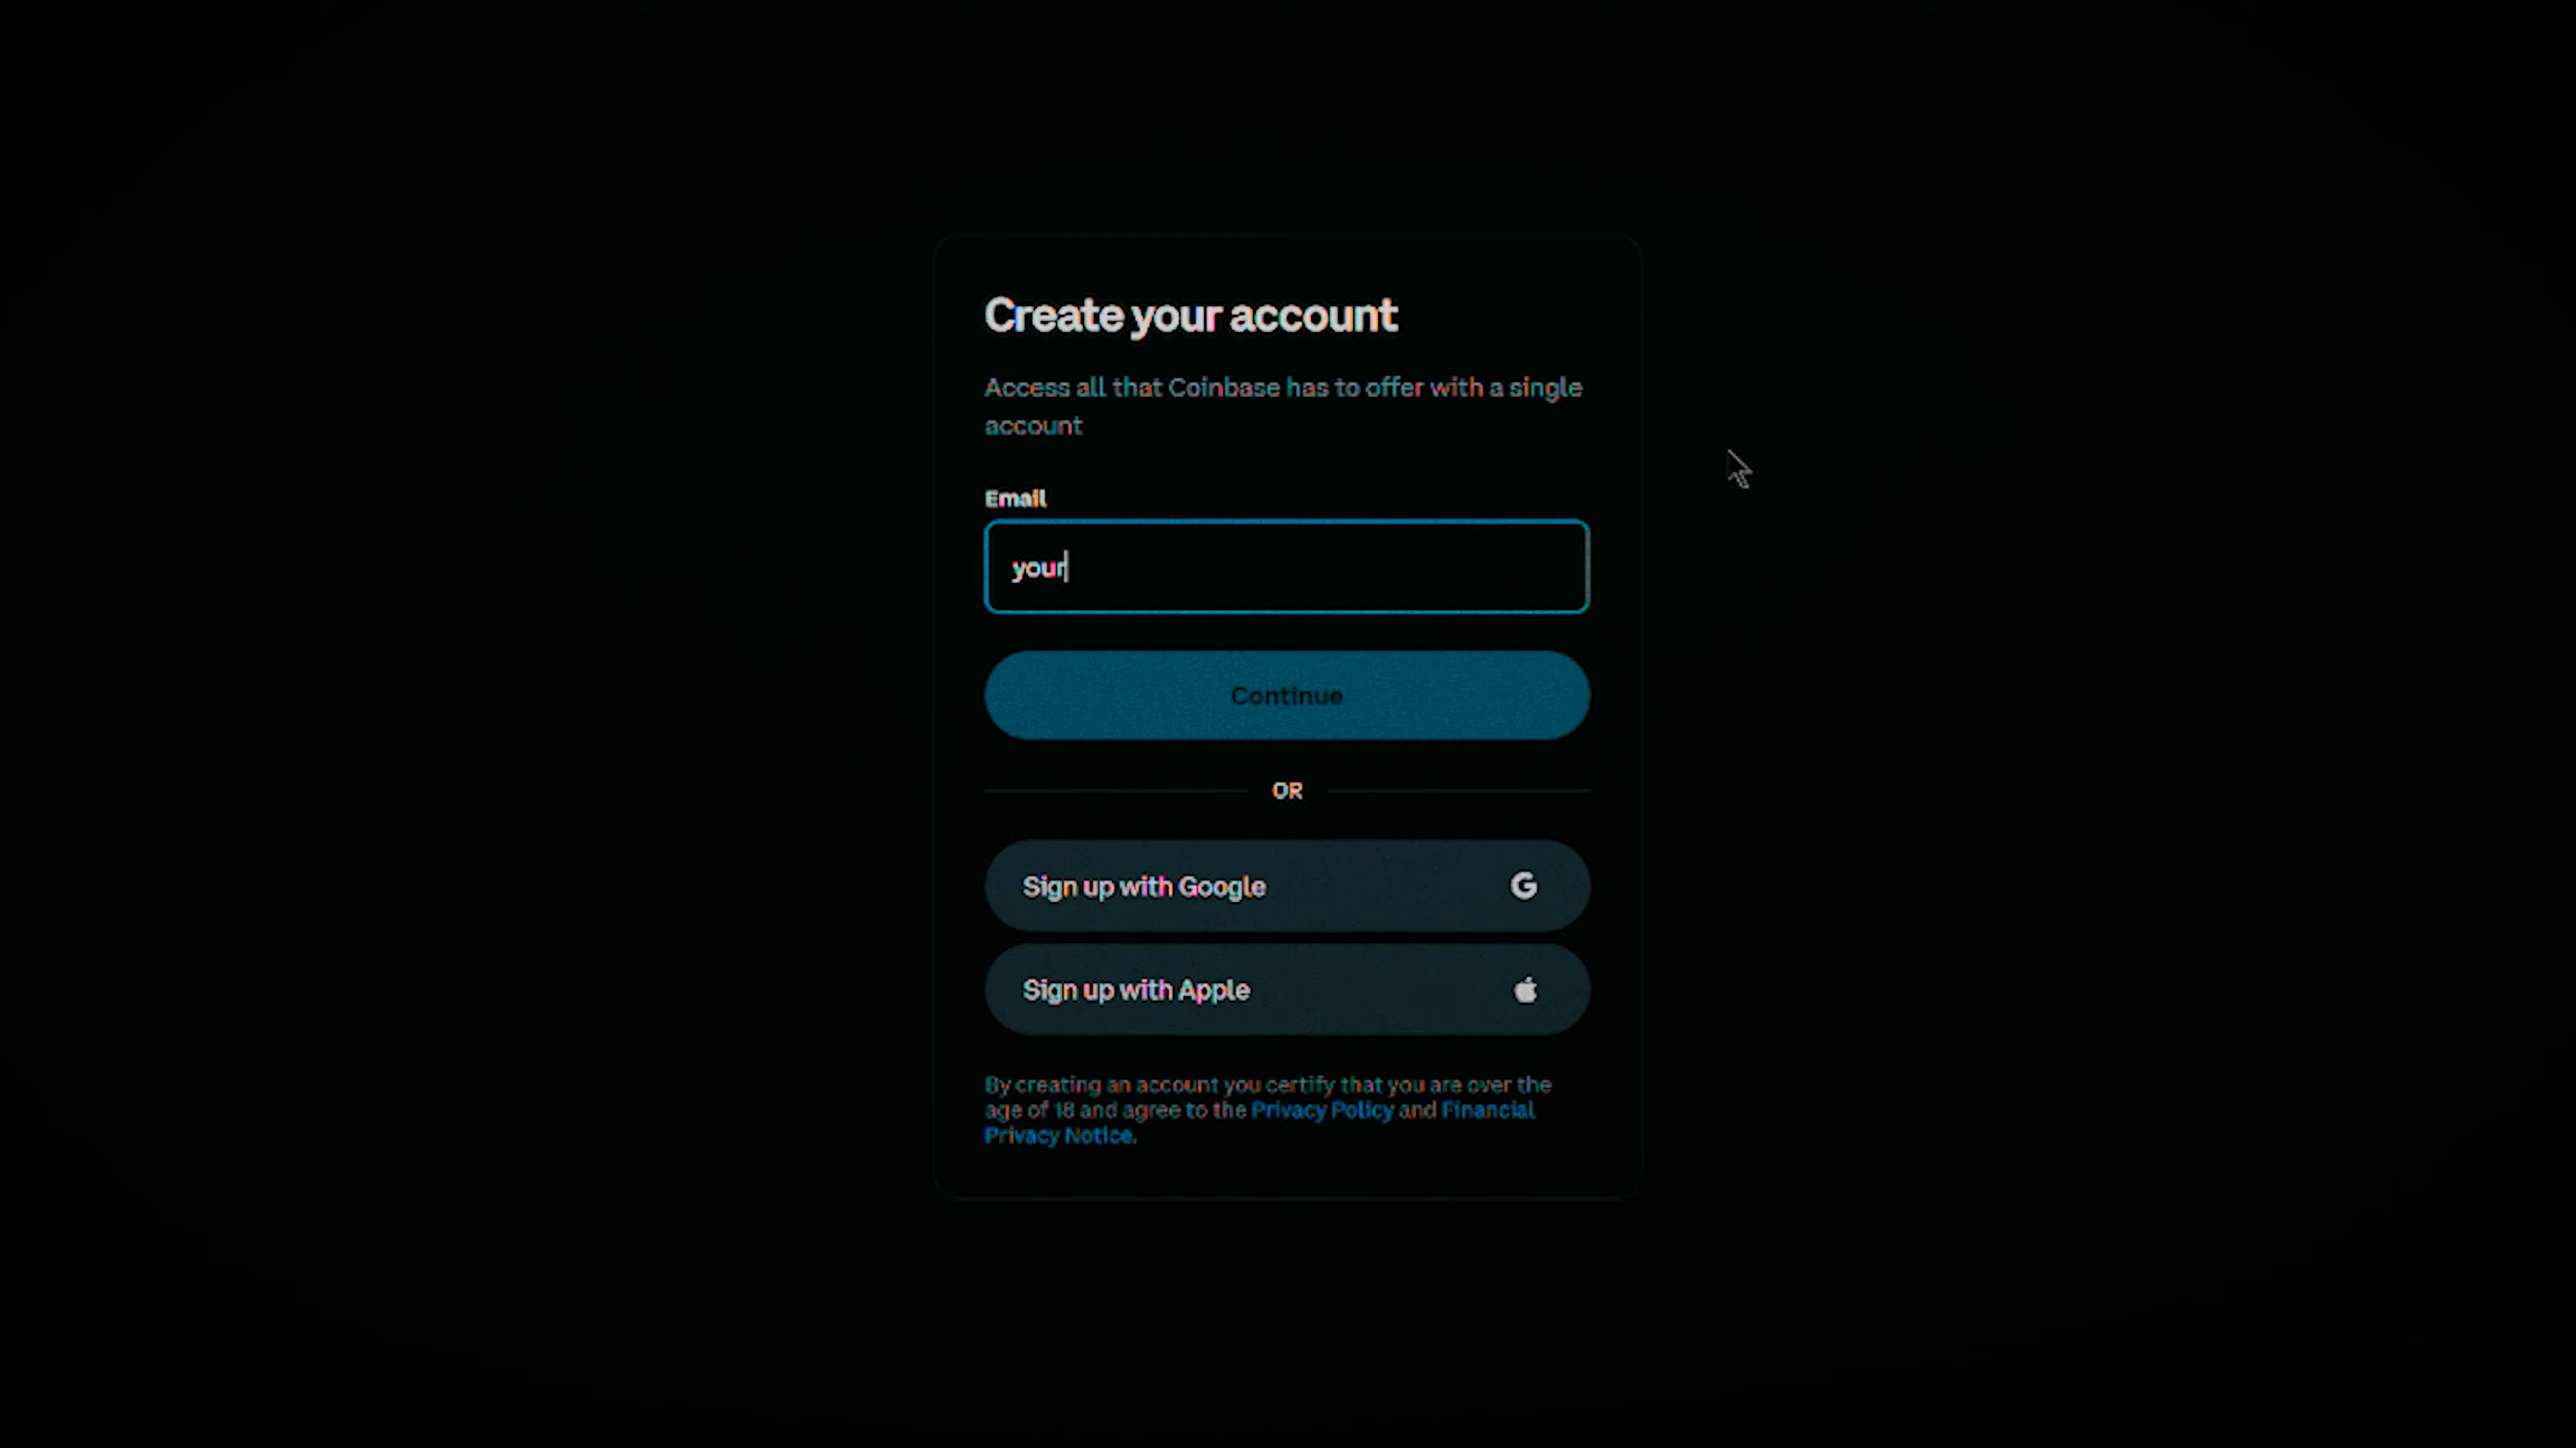 Create your account
Access all that Coinbase has to offer with a single
account
Email
your
Continue
OR
Sign up with Google
Sign up with Apple
By creating an account you certify that you are over the
age of 18 and agree to the Privacy Policy and Financial
Privacy Notice.